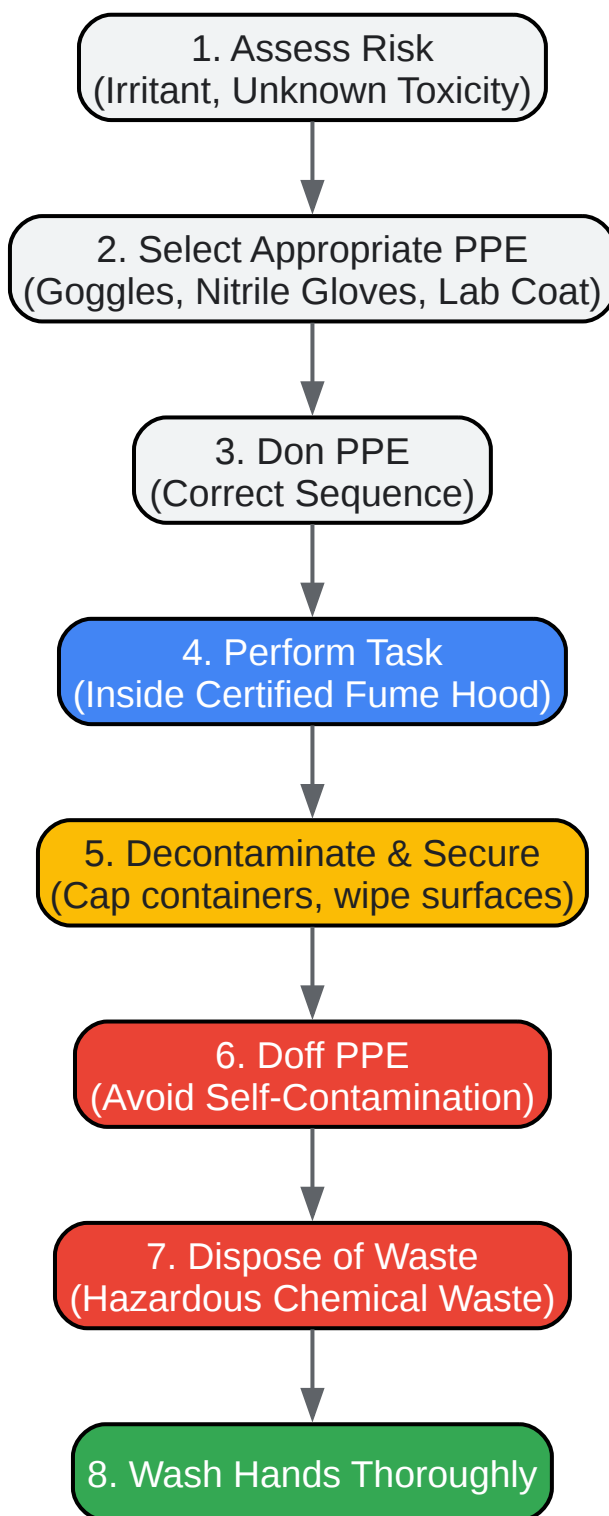 1. Assess Risk
(Irritant, Unknown Toxicity)
2. Select Appropriate PPE
(Goggles, Nitrile Gloves, Lab Coat)
3. Don PPE
(Correct Sequence)
4. Perform Task
(Inside Certified Fume Hood)
5. Decontaminate & Secure
(Cap containers, wipe surfaces)
6. Doff PPE
(Avoid Self-Contamination)
7. Dispose of Waste
(Hazardous Chemical Waste)
8. Wash Hands Thoroughly